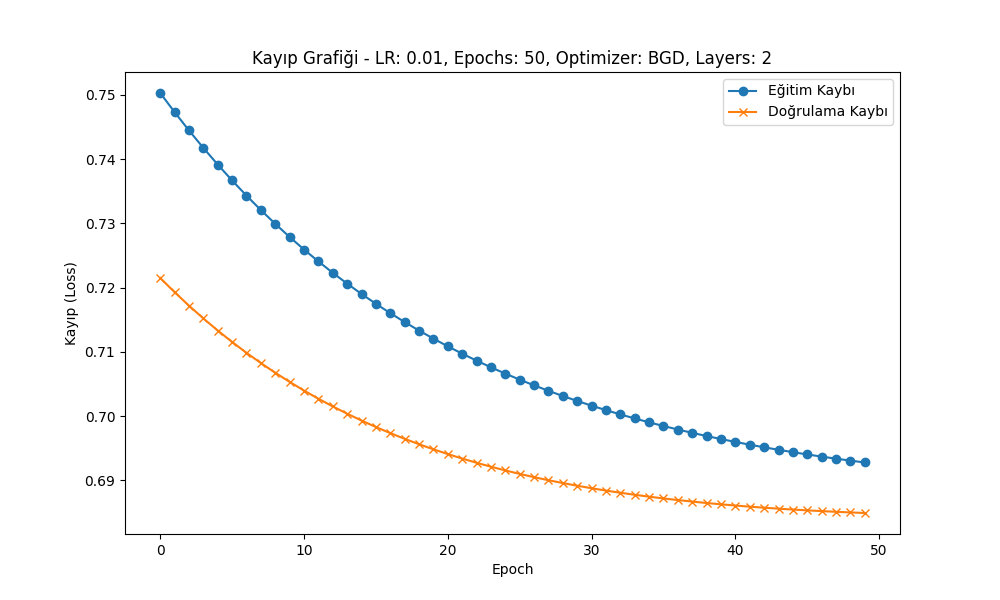 Kayıp Grafiği - LR: 0.01, Epochs: 50, Optimizer: BGD, Layers: 2
Eğitim Kaybı
Doğrulama Kaybı
Kayıp (Loss)
0.75
0.74
0.73
0.72
0.71
0.70
0.69
0 10 20 30 40 50
Epoch